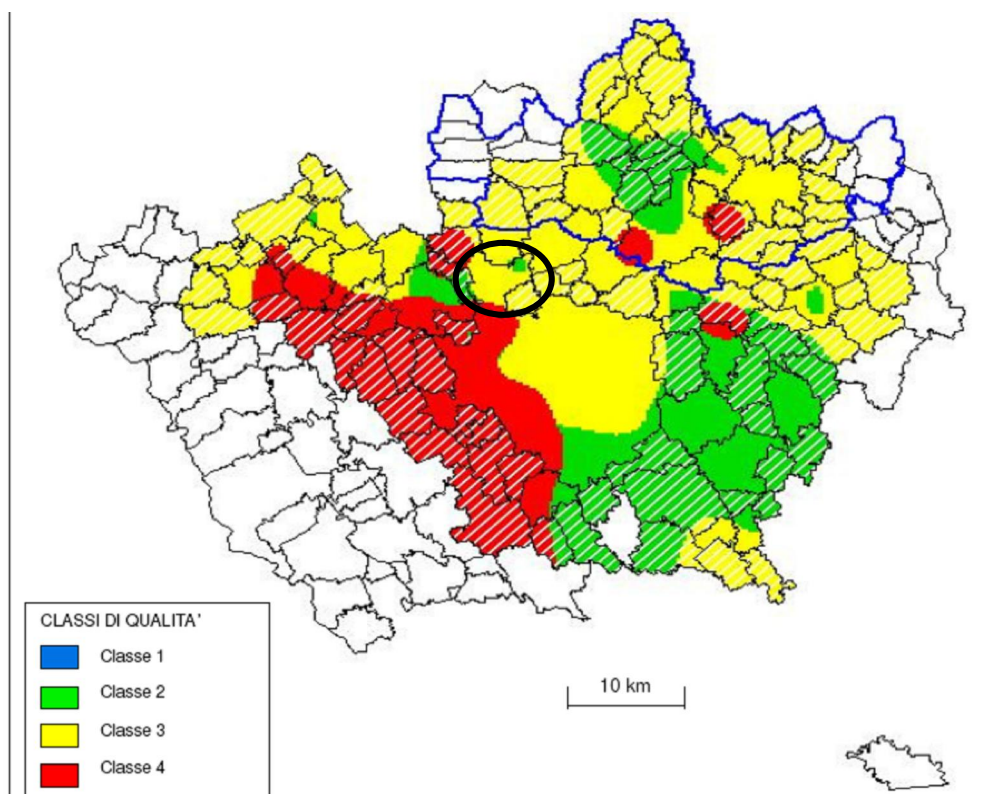 10 km
CLASSI DI QUALITA'
Classe 1
Classe 2
Classe 3
Classe 4